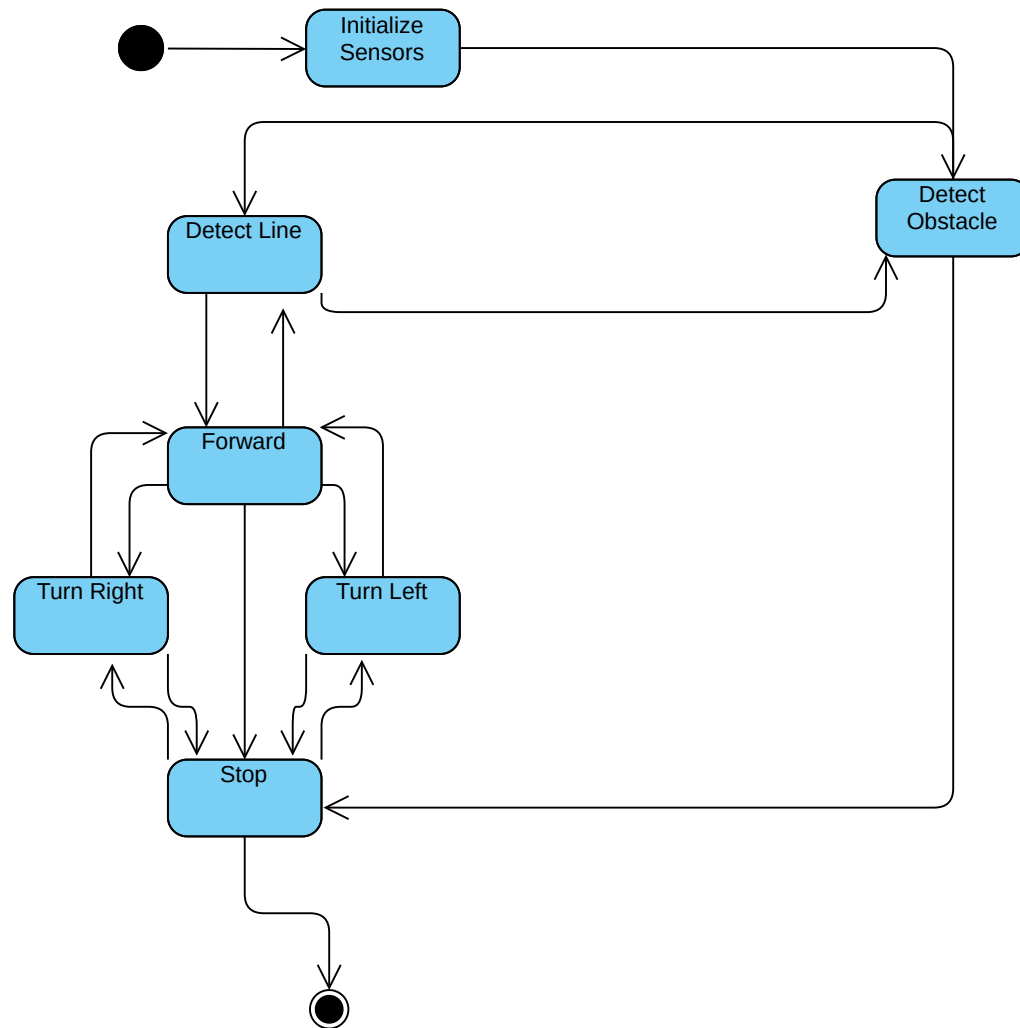 Initialize
Sensors
Detect
Obstacle
Detect Line
Forward
Turn Right
Turn Left
Stop